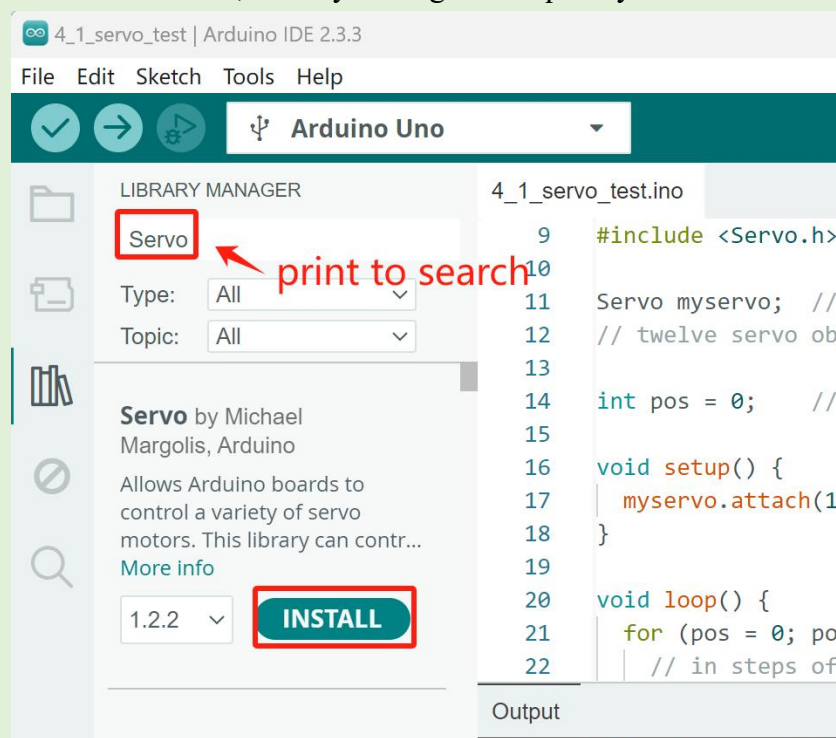 4_1_servo_test | Arduino IDE 2.3.3
File Edit Sketch Tools Help
Arduino Uno
LIBRARY MANAGER
Servo
print to search
Type: All
Topic: All
Servo by Michael
Margolis, Arduino
Allows Arduino boards to
control a variety of servo
motors. This library can contr...
More info
1.2.2
INSTALL
4_1_servo_test.ino
9 #include <Servo.h>
10
11 Servo myservo; //
12 // twelve servo ob
13
14 int pos = 0; //
15
16 void setup() {
17 myservo.attach(1
18 }
19
20 void loop() {
21 for (pos = 0; po
22 // in steps of
Output